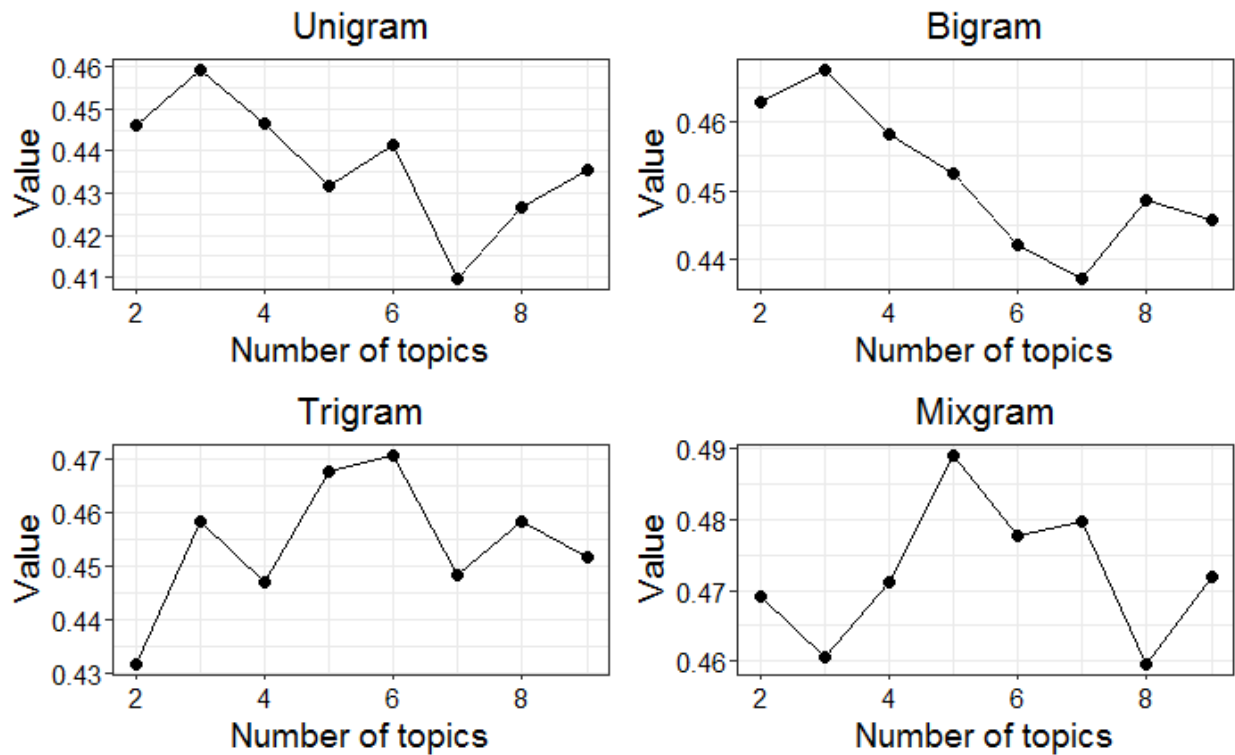 Unigram
Value
0.46
0.45
0.44
0.43
0.42
0.41
2 4 6 8
Number of topics
Bigram
Value
0.46
0.45
0.44
2 4 6 8
Number of topics
Trigram
Value
0.47
0.46
0.45
0.44
0.43
2 4 6 8
Number of topics
Mixgram
Value
0.49
0.48
0.47
0.46
2 4 6 8
Number of topics